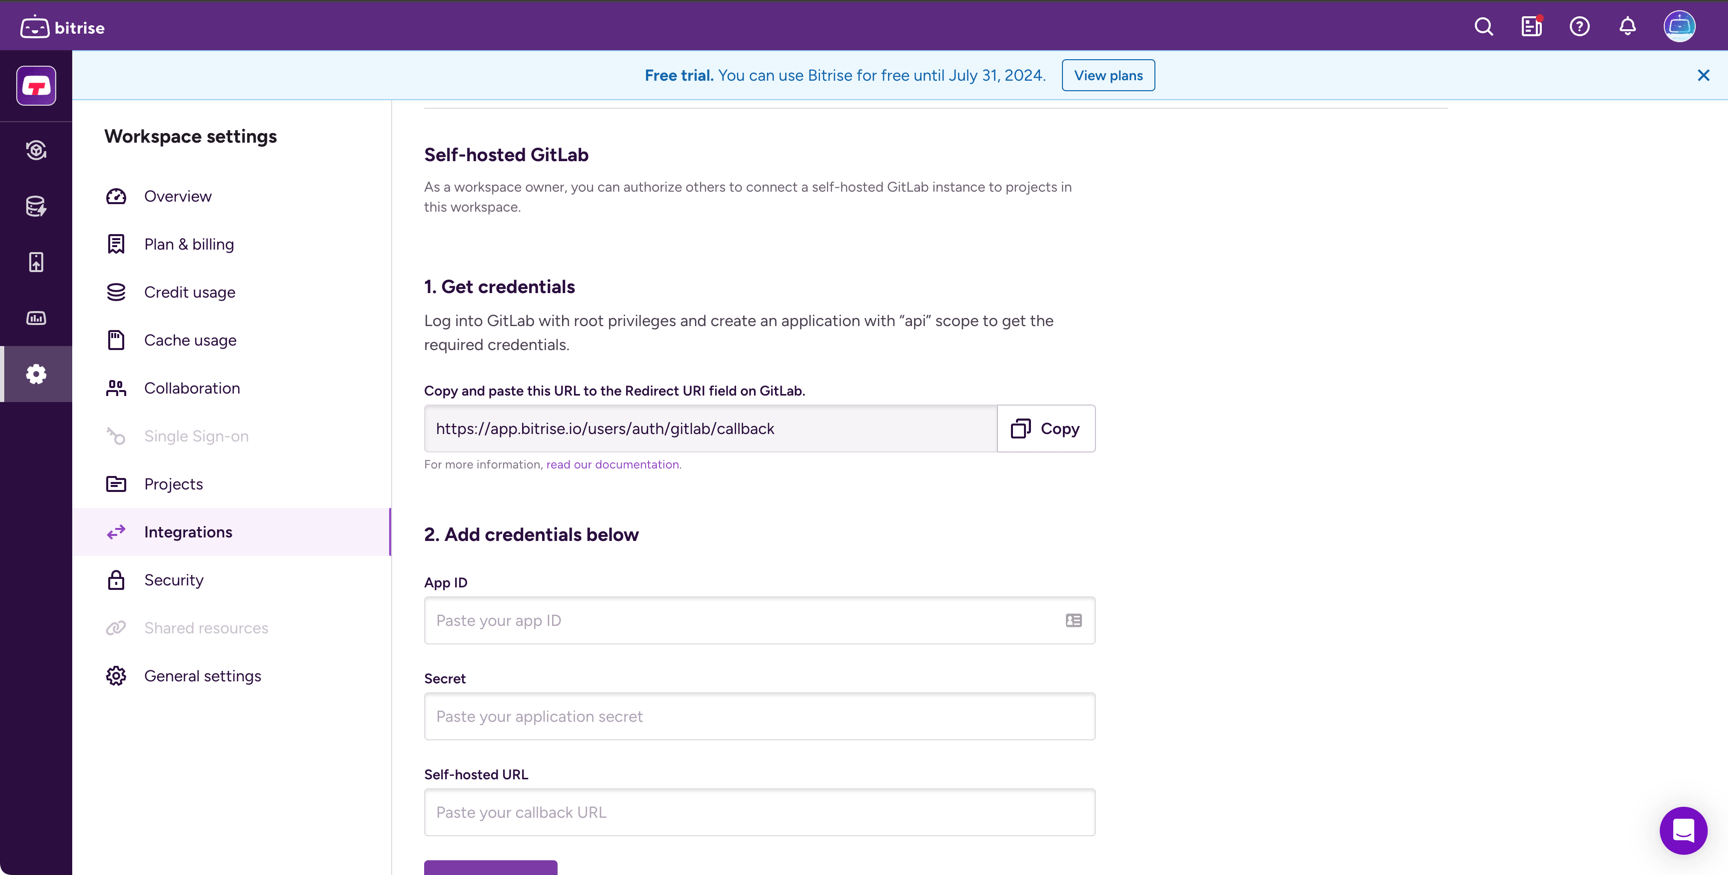 bitrise
Free trial. You can use Bitrise for free until July 31, 2024.
View plans
Workspace settings
Overview
Plan & billing
Credit usage
Cache usage
Collaboration
Single Sign-on
Projects
Integrations
Security
Shared resources
General settings
Self-hosted GitLab
As a workspace owner, you can authorize others to connect a self-hosted GitLab instance to projects in
this workspace.
1. Get credentials
Log into GitLab with root privileges and create an application with “api” scope to get the
required credentials.
Copy and paste this URL to the Redirect URI field on GitLab.
https://app.bitrise.io/users/auth/gitlab/callback
Copy
For more information, read our documentation.
2. Add credentials below
App ID
Paste your app ID
Secret
Paste your application secret
Self-hosted URL
Paste your callback URL